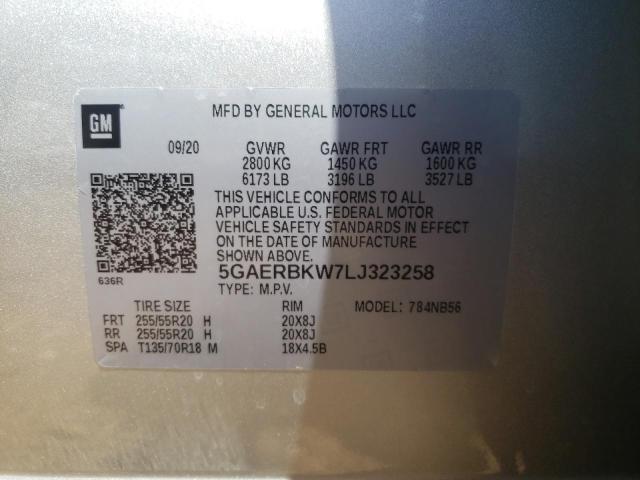 GM
MFD BY GENERAL MOTORS LLC
09/20 GVWR GAWR FRT GAWR RR
2800 KG 1450 KG 1600 KG
6173 LB 3196 LB 3527 LB
THIS VEHICLE CONFORMS TO ALL
APPLICABLE U.S. FEDERAL MOTOR
VEHICLE SAFETY STANDARDS IN EFFECT
ON THE DATE OF MANUFACTURE
SHOWN ABOVE.
636R
5GAERBKW7LJ323258
TYPE: M.P.V.
TIRE SIZE RIM MODEL: 784NB56
FRT 255/55R20 H 20X8J
RR 255/55R20 H 20X8J
SPA T135/70R18 M 18X4.5B